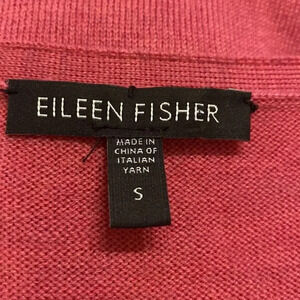 EILEEN FISHER
MADE IN
CHINA OF
ITALIAN
YARN
S